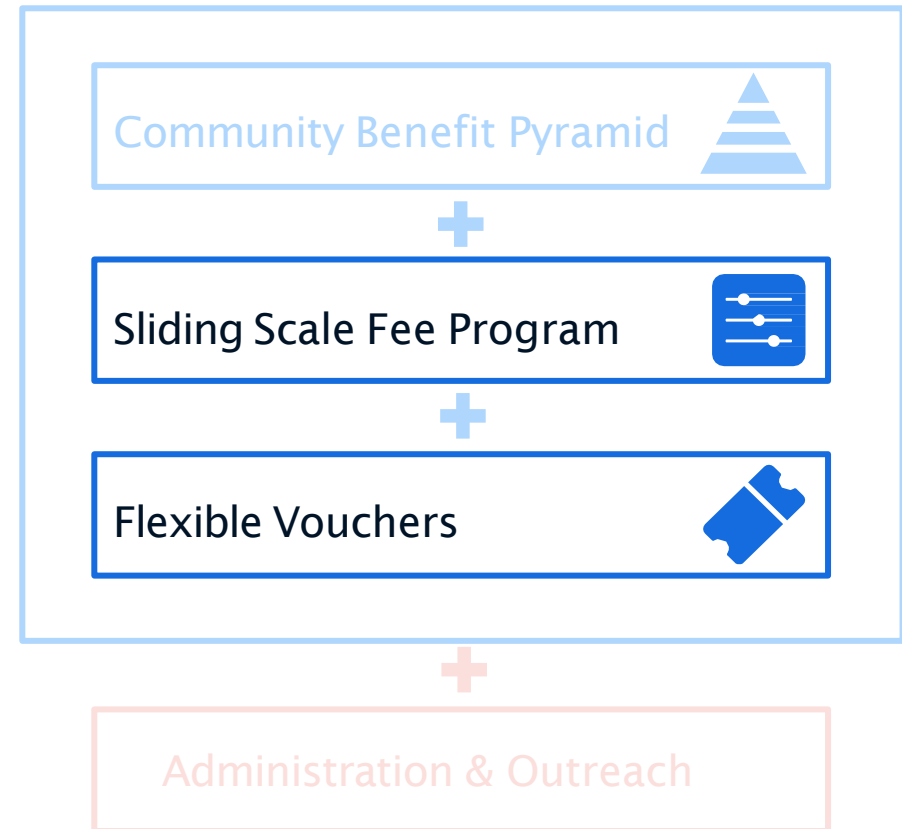 Community Benefit Pyramid
Sliding Scale Fee Program
Flexible Vouchers
Administration & Outreach